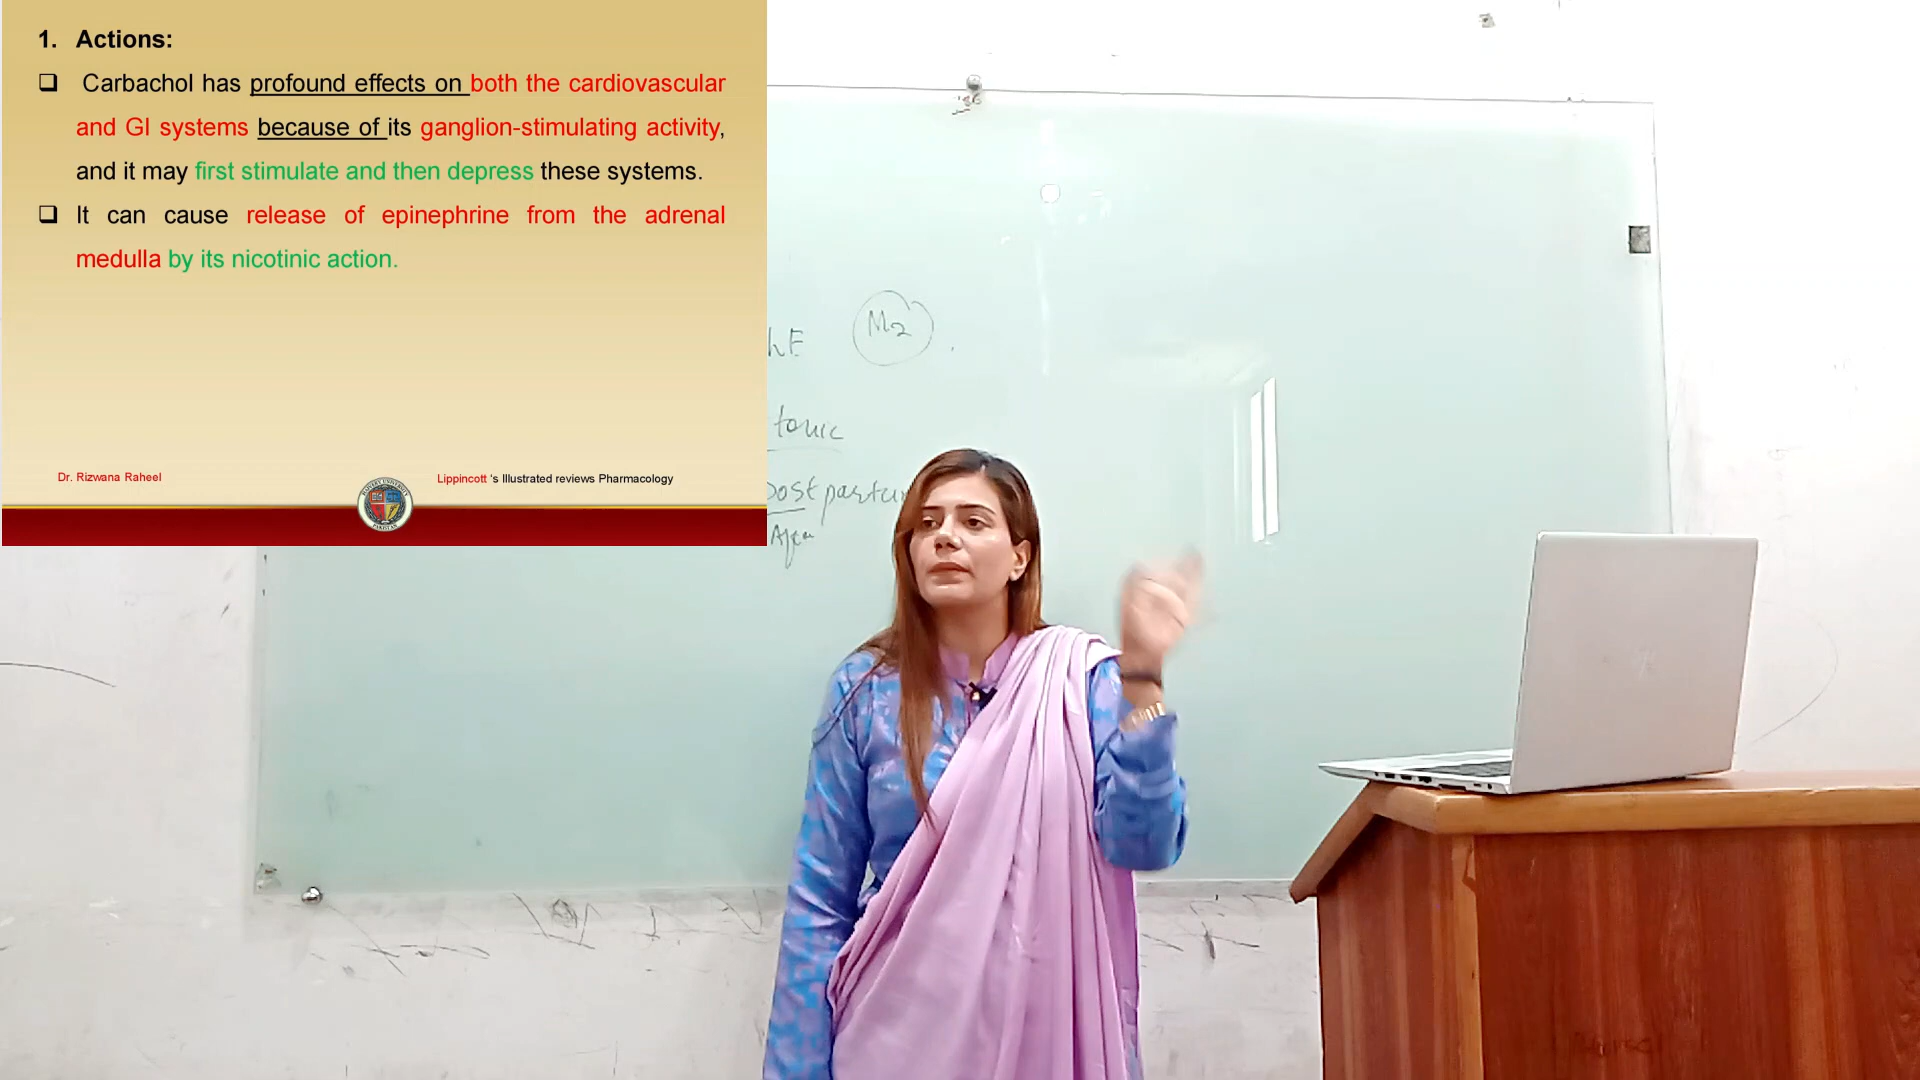 1. Actions:
❑ Carbachol has profound effects on both the cardiovascular
and GI systems because of its ganglion-stimulating activity,
and it may first stimulate and then depress these systems.
❑ It can cause release of epinephrine from the adrenal
medulla by its nicotinic action.
Dr. Rizwana Raheel
Lippincott 's Illustrated reviews Pharmacology
M2
tonic
postpartu